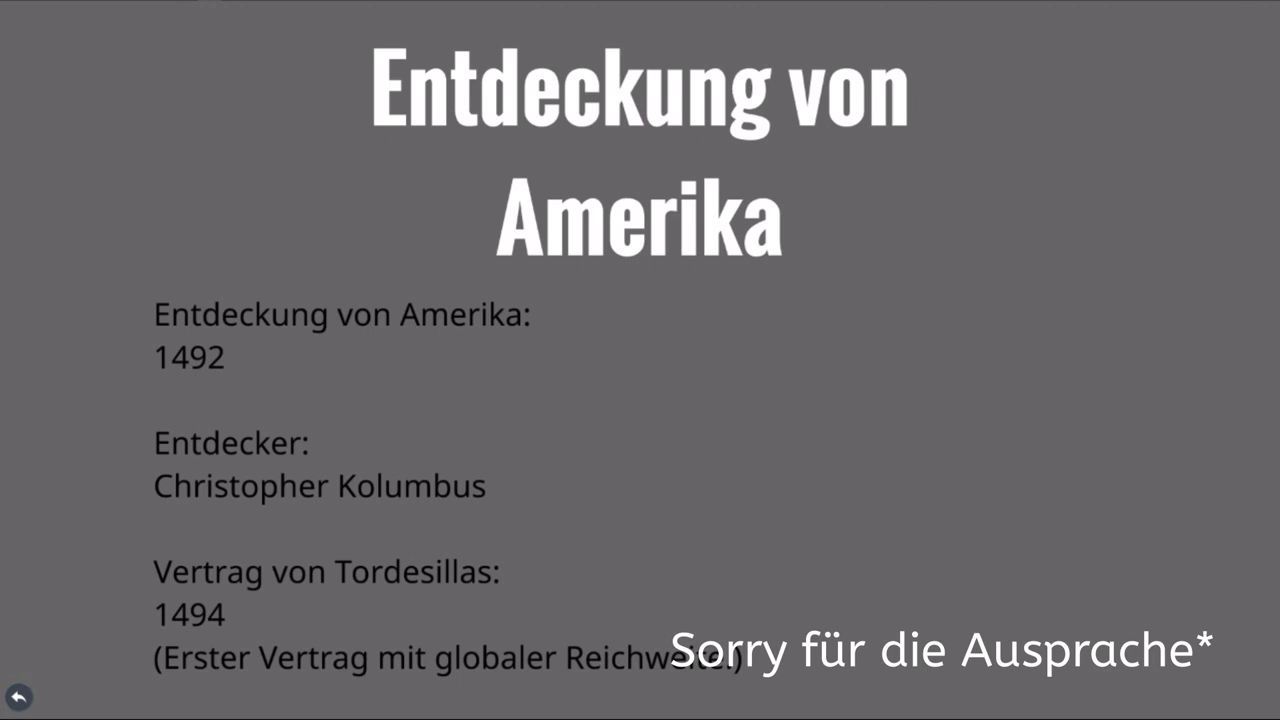 Entdeckung von
Amerika
Entdeckung von Amerika:
1492
Entdecker:
Christopher Kolumbus
Vertrag von Tordesillas:
1494
(Erster Vertrag mit globaler Reichweite.)
Sorry für die Ausprache*